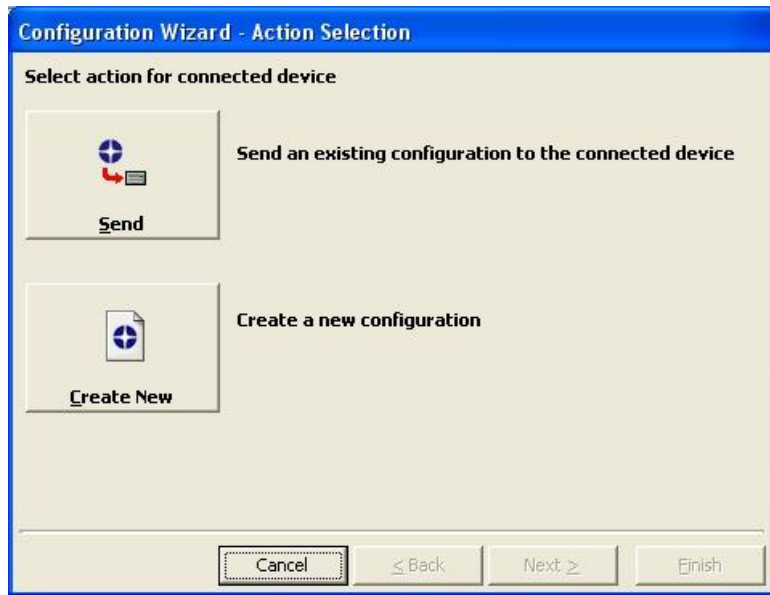 Configuration Wizard - Action Selection
Select action for connected device
Send an existing configuration to the connected device
Send
Create a new configuration
Create New
Cancel
< Back
Next >
Finish